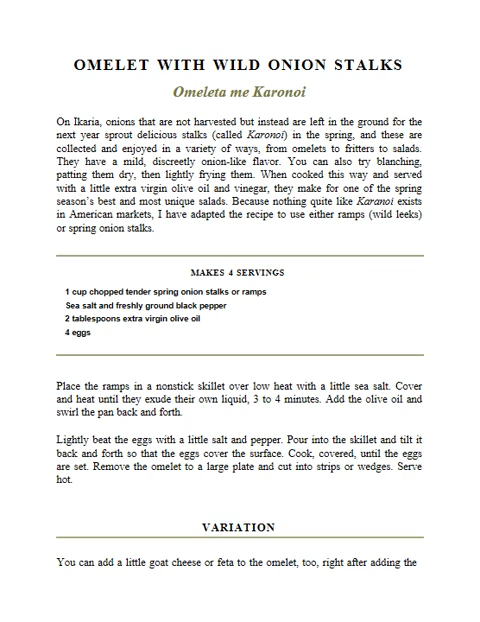 OMELET WITH WILD ONION STALKS
Omeleta me Karonoi
On Ikaria, onions that are not harvested but instead are left in the ground for the
next year sprout delicious stalks (called Karonoi) in the spring, and these are
collected and enjoyed in a variety of ways, from omelets to fritters to salads.
They have a mild, discreetly onion-like flavor. You can also try blanching,
patting them dry, then lightly frying them. When cooked this way and served
with a little extra virgin olive oil and vinegar, they make for one of the spring
season's best and most unique salads. Because nothing quite like Karanoi exists
in American markets, I have adapted the recipe to use either ramps (wild leeks)
or spring onion stalks.
MAKES 4 SERVINGS
1 cup chopped tender spring onion stalks or ramps
Sea salt and freshly ground black pepper
2 tablespoons extra virgin olive oil
4 eggs
Place the ramps in a nonstick skillet over low heat with a little sea salt. Cover
and heat until they exude their own liquid, 3 to 4 minutes. Add the olive oil and
swirl the pan back and forth.
Lightly beat the eggs with a little salt and pepper. Pour into the skillet and tilt it
back and forth so that the eggs cover the surface. Cook, covered, until the eggs
are set. Remove the omelet to a large plate and cut into strips or wedges. Serve
hot.
VARIATION
You can add a little goat cheese or feta to the omelet, too, right after adding the